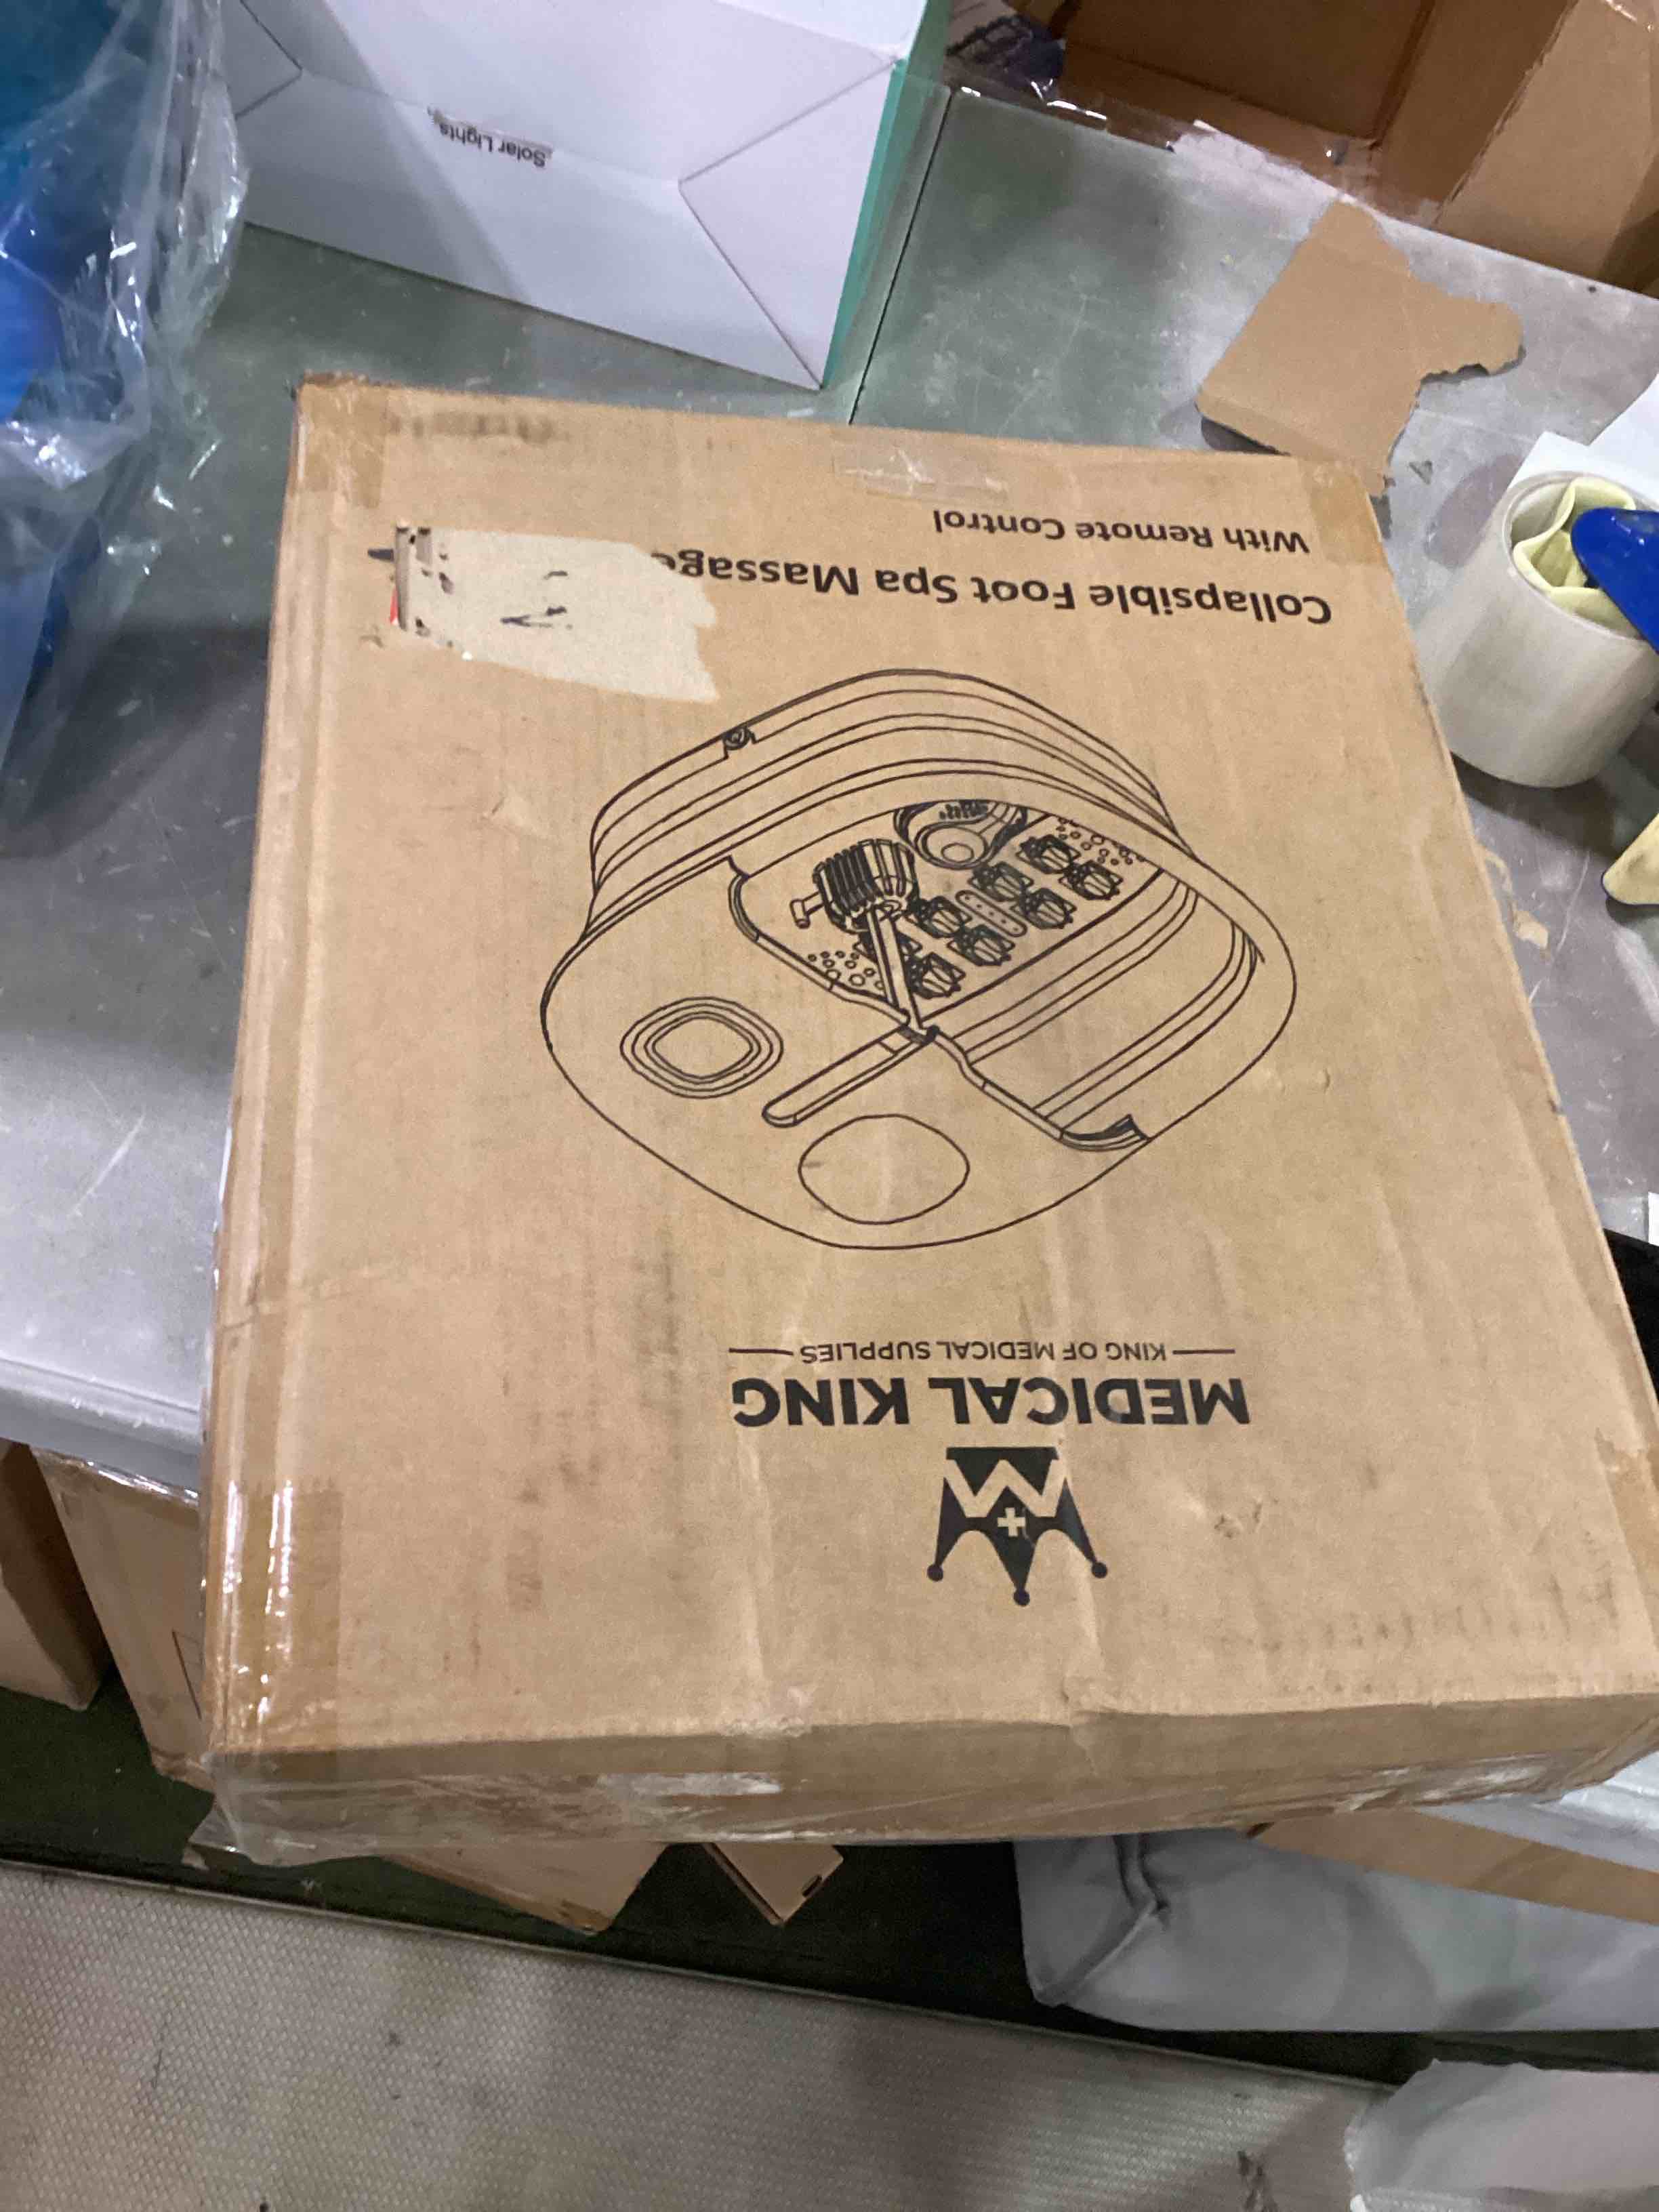 MEDICAL KING
KING OF MEDICAL SUPPLIES
Collapsible Foot Spa Massage
With Remote Control
Solar Lights